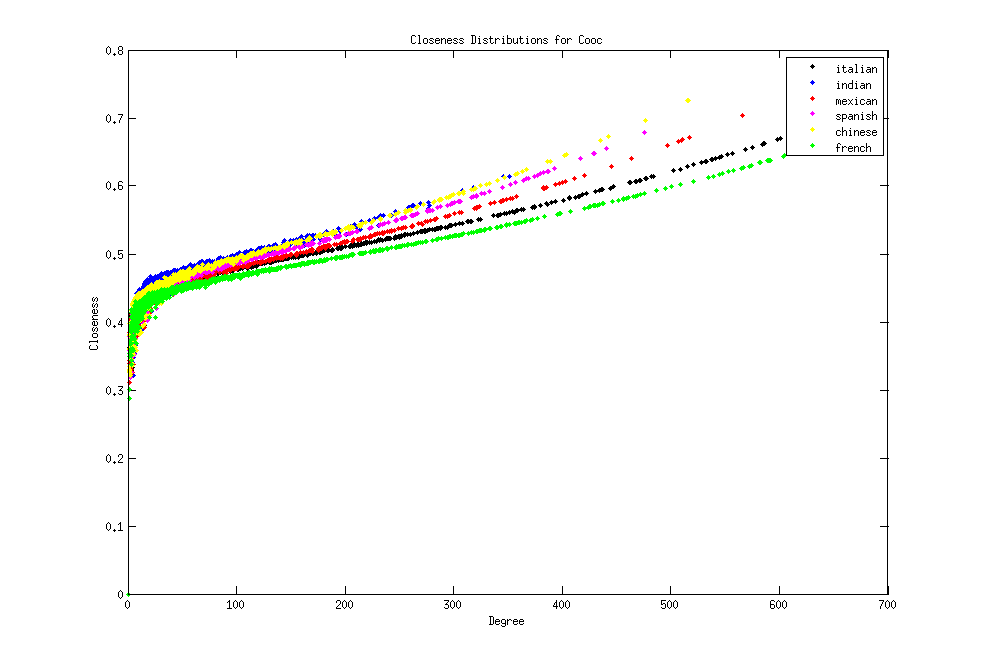 Closeness Distributions for Cooc
0.8
0.7
0.6
0.5
0.4
0.3
0.2
0.1
0
Closeness
italian
indian
mexican
spanish
chinese
french
0 100 200 300 400 500 600 700
Degree